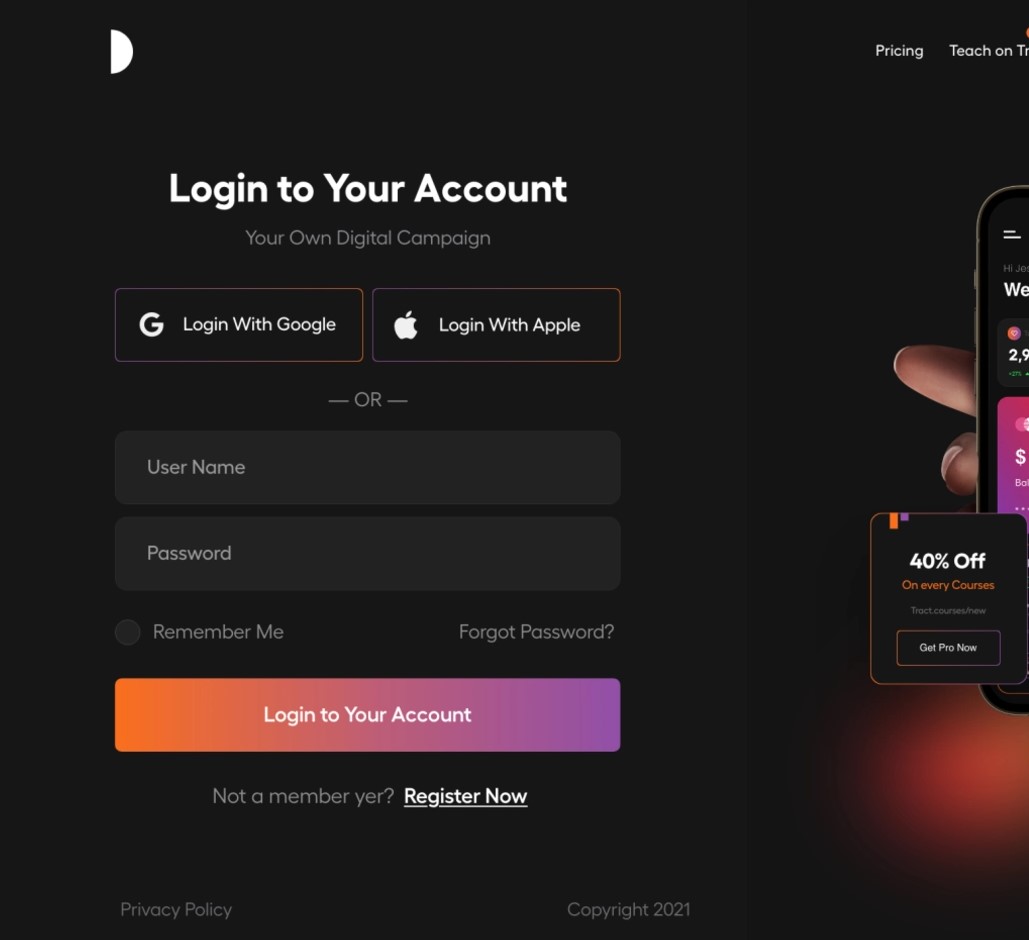 Pricing Teach on Tr
Login to Your Account
Your Own Digital Campaign
Login With Google
Login With Apple
— OR —
User Name
Password
Remember Me
Forgot Password?
Login to Your Account
Not a member yer? Register Now
Privacy Policy
Copyright 2021
Hi Jes
We
2,9
+27%
$
Bal
40% Off
On every Courses
Tract.courses/new
Get Pro Now